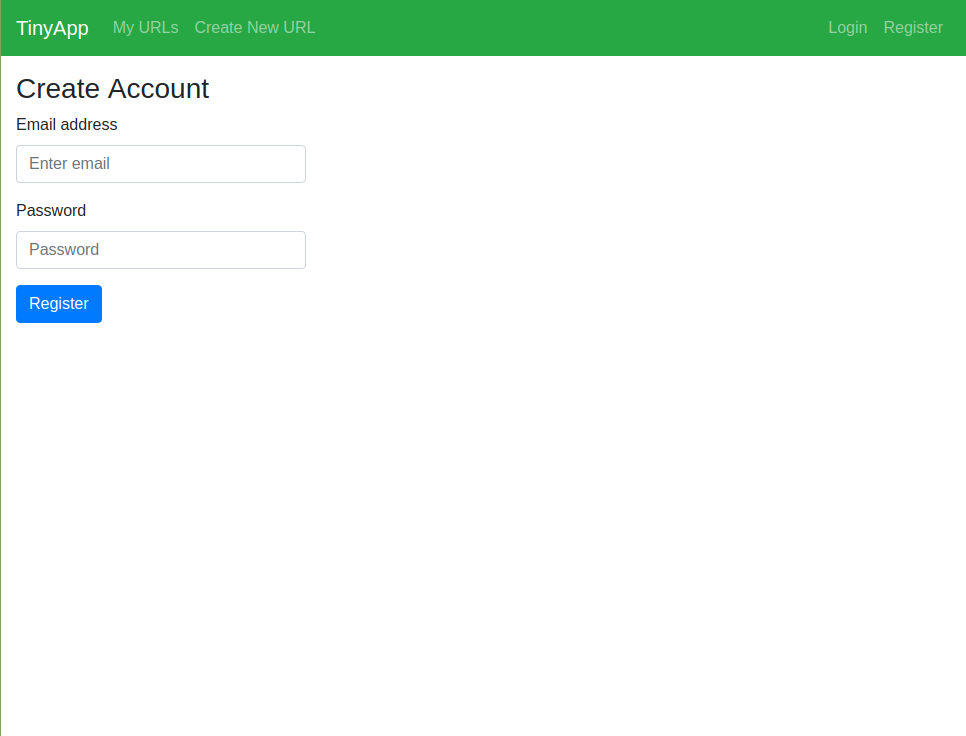 TinyApp My URLs Create New URL Login Register
Create Account
Email address
Enter email
Password
Password
Register